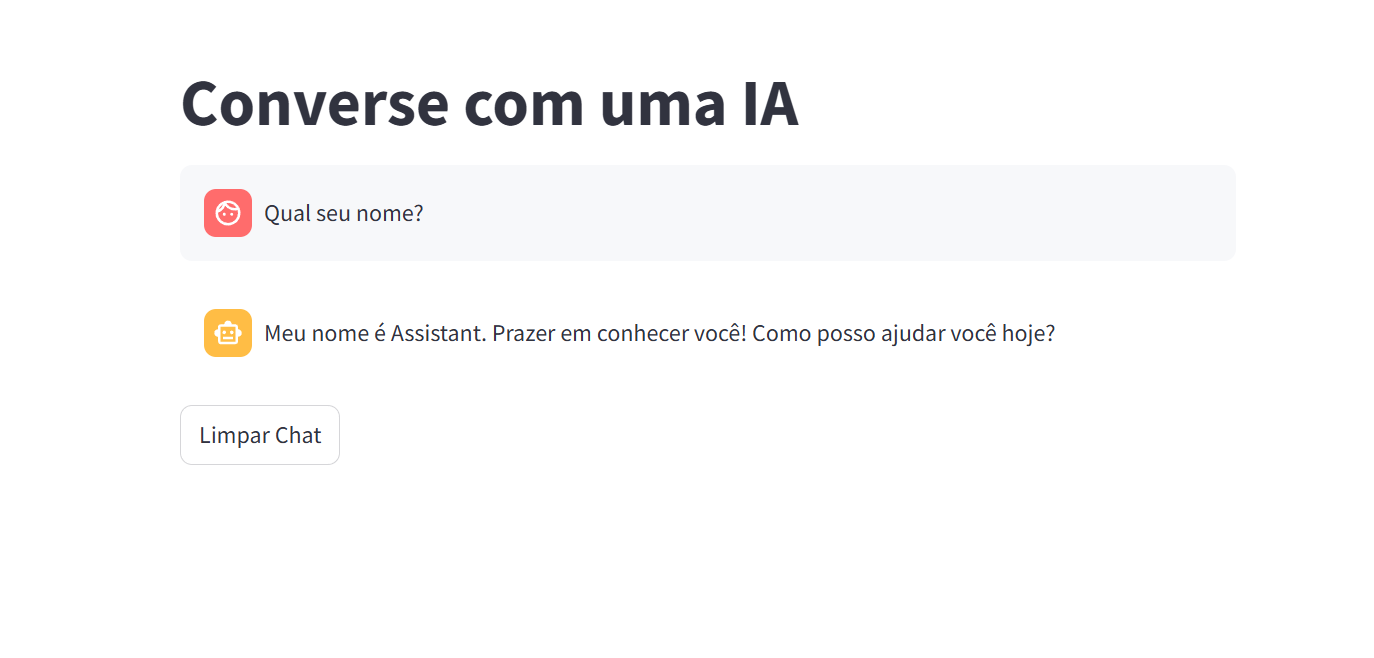 Converse com uma IA
Qual seu nome?
Meu nome é Assistant. Prazer em conhecer você! Como posso ajudar você hoje?
Limpar Chat